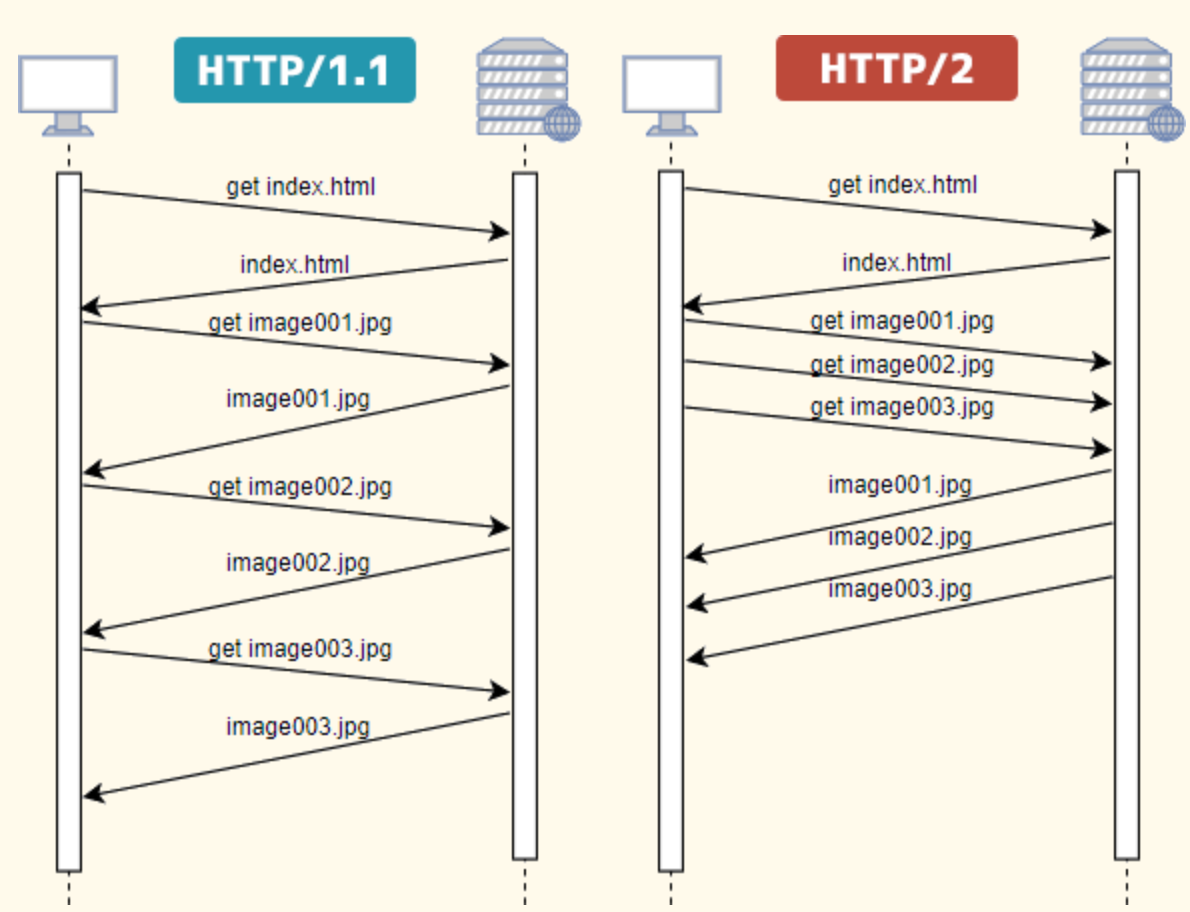 HTTP/1.1
get index.html
index.html
get image001.jpg
image001.jpg
get image002.jpg
image002.jpg
get image003.jpg
image003.jpg
HTTP/2
get index.html
index.html
get image001.jpg
get image002.jpg
get image003.jpg
image001.jpg
image002.jpg
image003.jpg